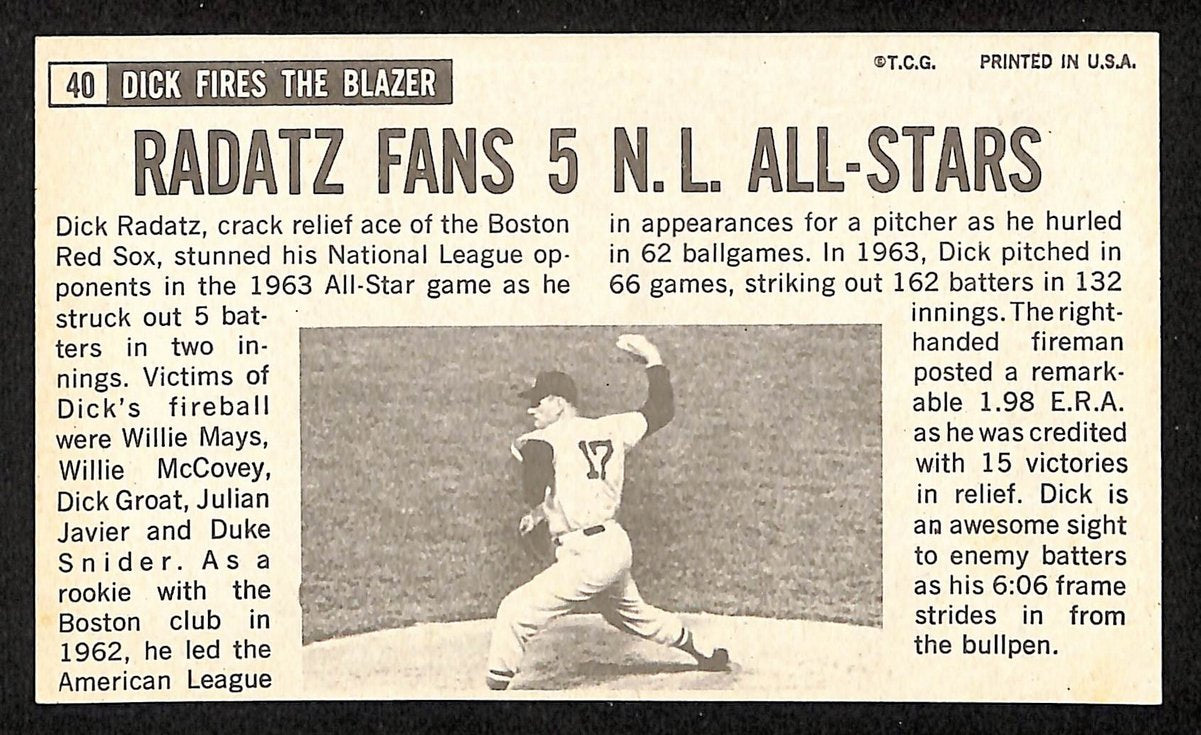 40 DICK FIRES THE BLAZER
©T.C.G. PRINTED IN U.S.A.
RADATZ FANS 5 N.L. ALL-STARS
Dick Radatz, crack relief ace of the Boston
Red Sox, stunned his National League op-
ponents in the 1963 All-Star game as he
struck out 5 bat-
ters in two in-
nings. Victims of
Dick's fireball
were Willie Mays,
Willie McCovey,
Dick Groat, Julian
Javier and Duke
Snider. As a
rookie with the
Boston club in
1962, he led the
American League
in appearances for a pitcher as he hurled
in 62 ballgames. In 1963, Dick pitched in
66 games, striking out 162 batters in 132
innings. The right-
handed fireman
posted a remark-
able 1.98 E.R.A.
as he was credited
with 15 victories
in relief. Dick is
an awesome sight
to enemy batters
as his 6:06 frame
strides in from
the bullpen.
17